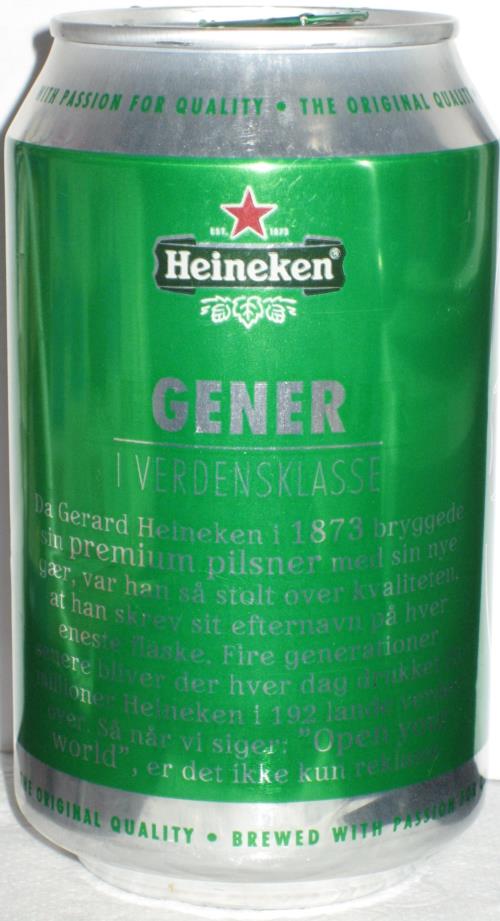 WITH PASSION FOR QUALITY • THE ORIGINAL QUALITY
EST. 1873
Heineken®
GENER
I VERDENSKLASSE
Da Gerard Heineken i 1873 bryggede
sin premium pilsner med sin nye
gær, var han så stolt over kvaliteten,
at han skrev sit efternavn på hver
eneste flaske. Fire generationer
senere bliver der hver dag drukket
millioner Heineken i 192 lande
over. Så når vi siger: "Open your
world", er det ikke kun reklame
THE ORIGINAL QUALITY • BREWED WITH PASSION FOR